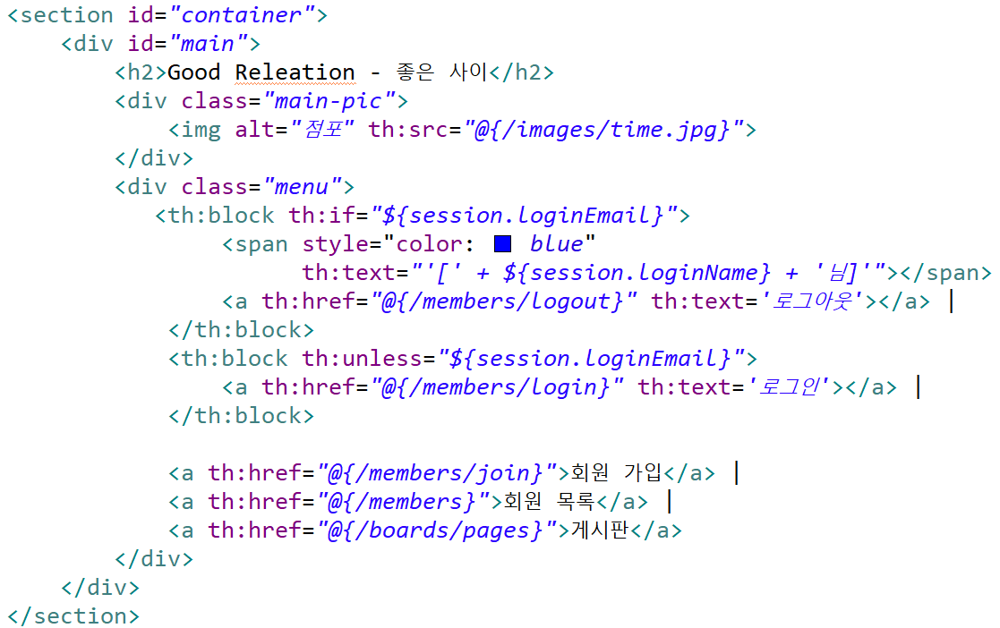 <section id="container">
<div id="main">
<h2>Good Releation - 좋은 사이</h2>
<div class="main-pic">
<img alt="점포" th:src="@{/images/time.jpg}">
</div>
<div class="menu">
<th:block th:if="${session.loginEmail}">
<span style="color: blue"
th:text="'[' + ${session.loginName} + '님]'"></span>
<a th:href="@{/members/logout}" th:text='로그아웃'></a> |
</th:block>
<th:block th:unless="${session.loginEmail}">
<a th:href="@{/members/login}" th:text='로그인'></a> |
</th:block>
<a th:href="@{/members/join}">회원 가입</a> |
<a th:href="@{/members}">회원 목록</a> |
<a th:href="@{/boards/pages}">게시판</a>
</div>
</div>
</section>